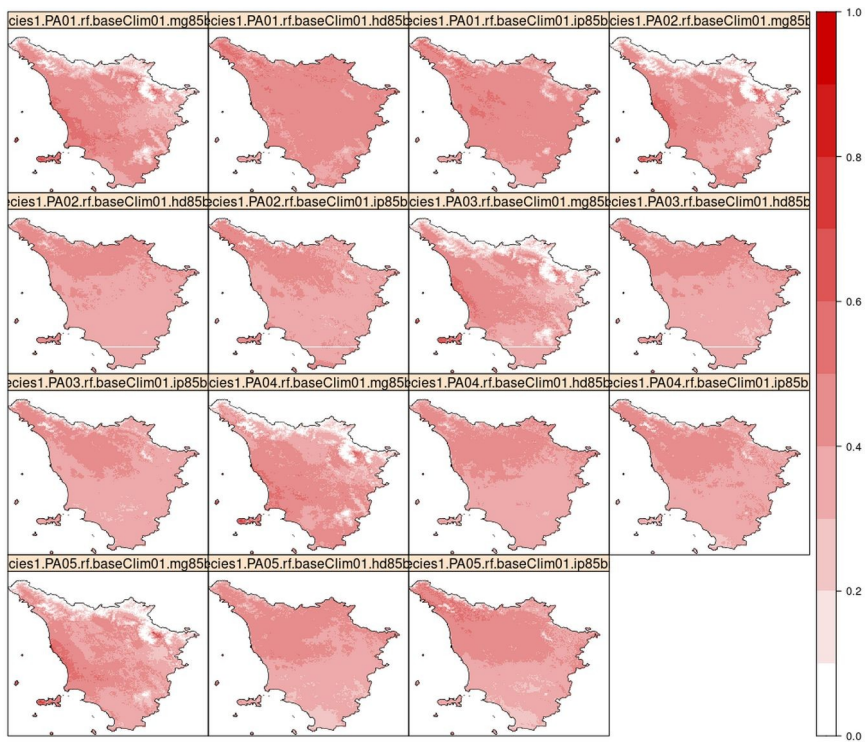 cies1.PA01.rf.baseClim01.mg85b
cies1.PA01.rf.baseClim01.hd85b
cies1.PA01.rf.baseClim01.ip85b
cies1.PA02.rf.baseClim01.mg85b
ecies1.PA02.rf.baseClim01.hd85b
cies1.PA02.rf.baseClim01.ip85b
cies1.PA03.rf.baseClim01.mg85b
cies1.PA03.rf.baseClim01.hd85b
ecies1.PA03.rf.baseClim01.ip85b
cies1.PA04.rf.baseClim01.mg85b
cies1.PA04.rf.baseClim01.hd85b
ecies1.PA04.rf.baseClim01.ip85b
cies1.PA05.rf.baseClim01.mg85b
cies1.PA05.rf.baseClim01.hd85b
cies1.PA05.rf.baseClim01.ip85b
1.0
0.8
0.6
0.4
0.2
0.0